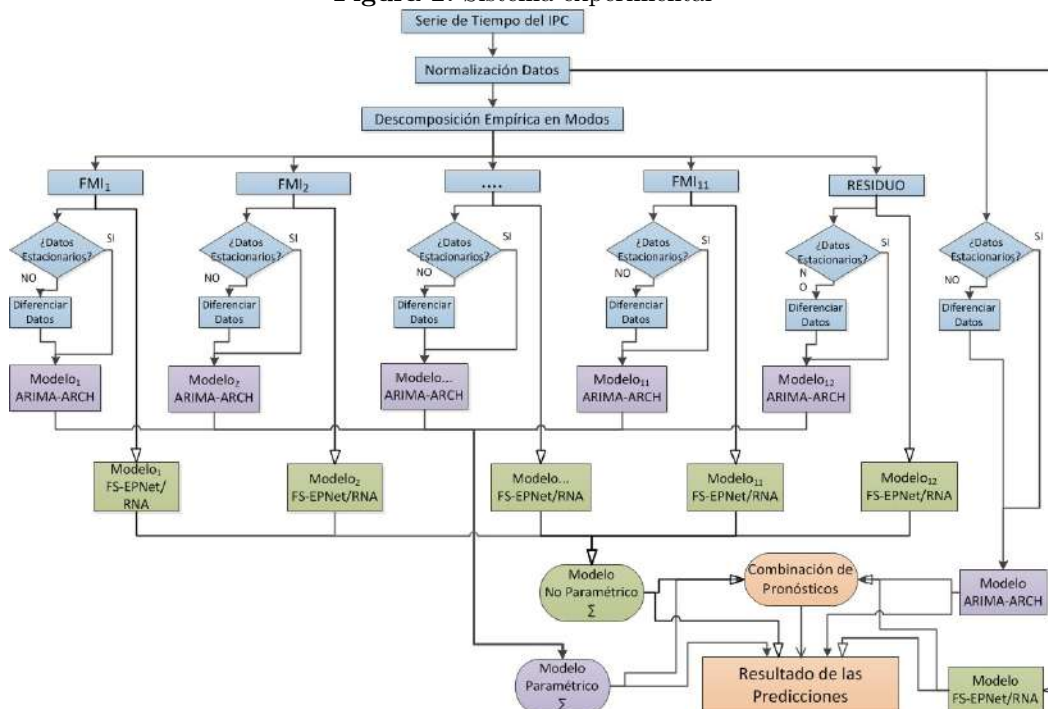 Figura 2: Sistema experimental
Serie de Tiempo del IPC
Normalización Datos
Descomposición Empírica en Modos
FMI₁
FMI₂
....
FMI₁₁
RESIDUO
¿Datos
Estacionarios?
SI
NO
¿Datos
Estacionarios?
SI
NO
¿Datos
Estacionarios?
SI
NO
¿Datos
Estacionarios?
SI
NO
¿Datos
Estacionarios?
SI
N
O
¿Datos
Estacionarios?
SI
NO
Diferenciar
Datos
Diferenciar
Datos
Diferenciar
Datos
Diferenciar
Datos
Diferenciar
Datos
Diferenciar
Datos
Modelo₁
ARIMA-ARCH
Modelo₂
ARIMA-ARCH
Modelo...
ARIMA-ARCH
Modelo₁₁
ARIMA-ARCH
Modelo₁₂
ARIMA-ARCH
Modelo₁
FS-EPNet/
RNA
Modelo₂
FS-EPNet/RNA
Modelo...
FS-EPNet/RNA
Modelo₁₁
FS-EPNet/RNA
Modelo₁₂
FS-EPNet/RNA
Modelo
No Paramétrico
Σ
Combinación de
Pronósticos
Modelo
ARIMA-ARCH
Modelo
Paramétrico
Σ
Resultado de las
Predicciones
Modelo
FS-EPNet/RNA